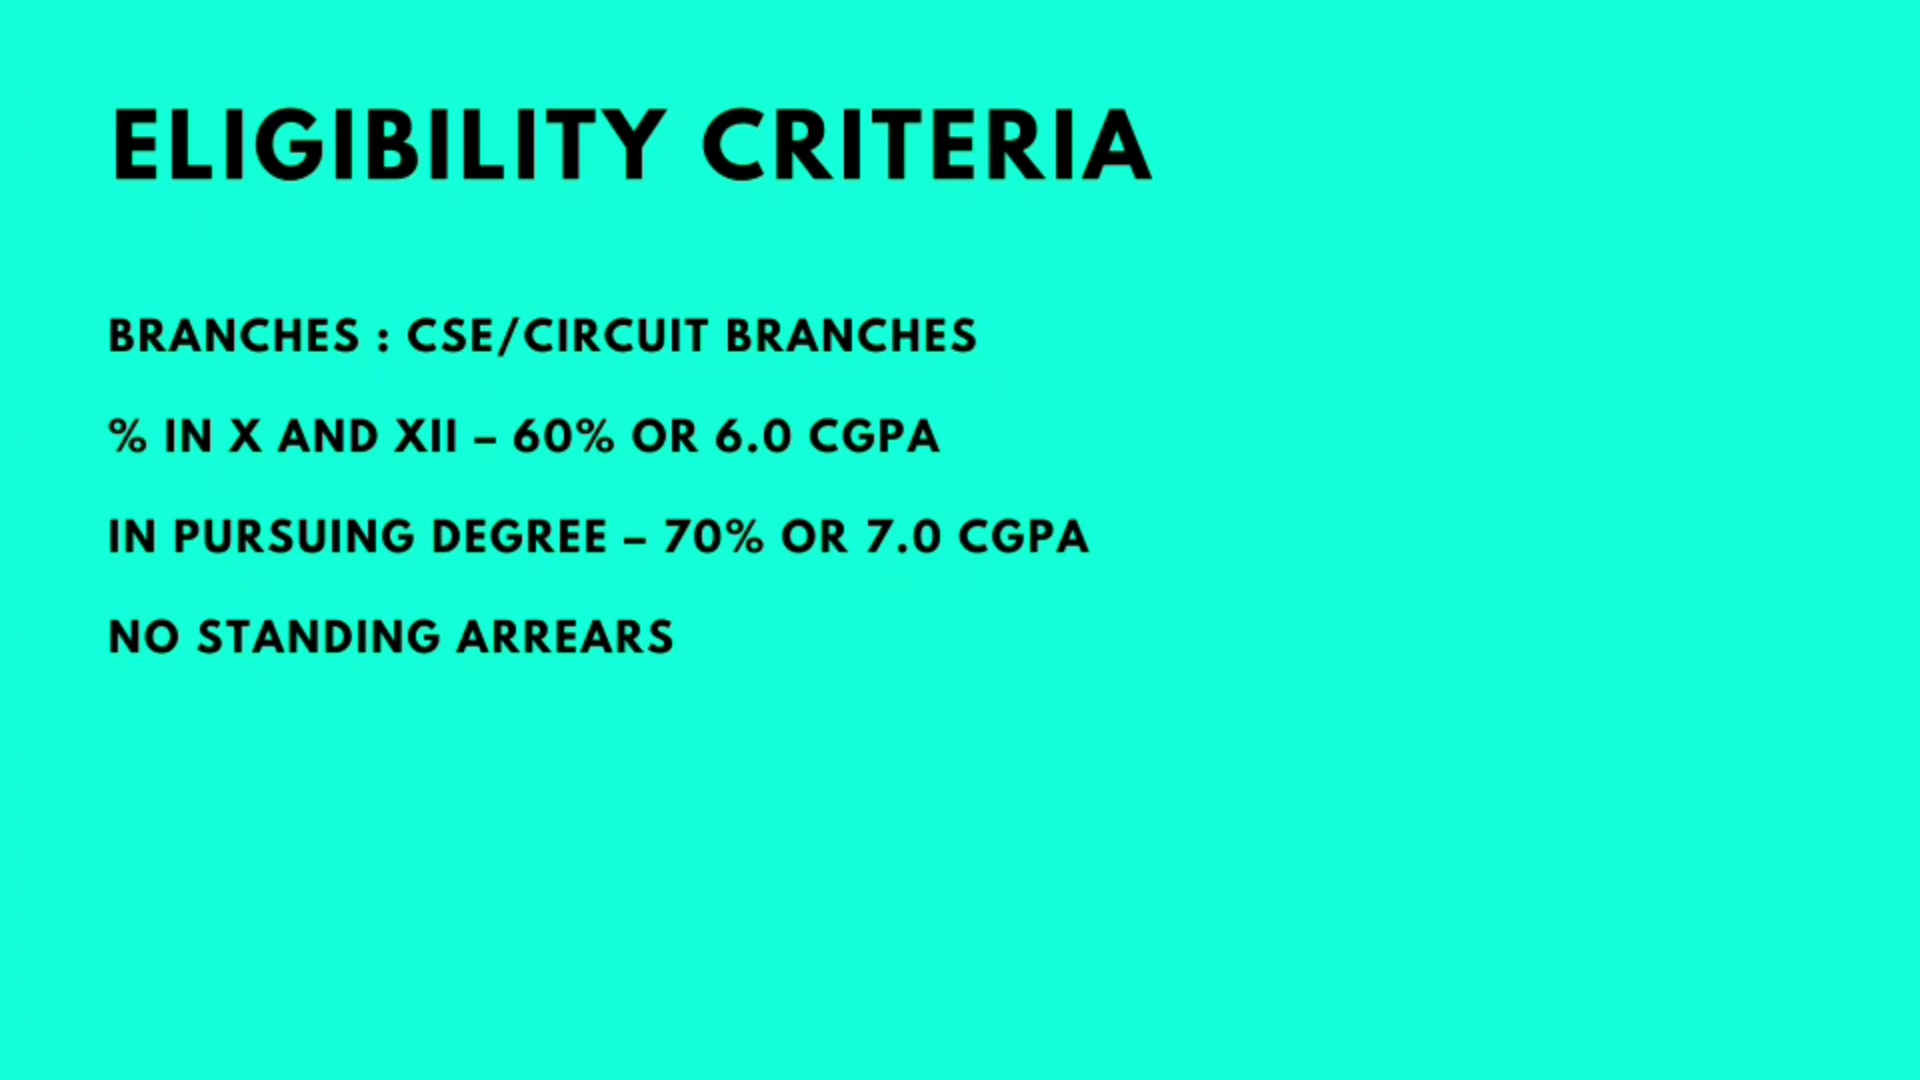 ELIGIBILITY CRITERIA
BRANCHES : CSE/CIRCUIT BRANCHES
% IN X AND XII – 60% OR 6.0 CGPA
IN PURSUING DEGREE – 70% OR 7.0 CGPA
NO STANDING ARREARS